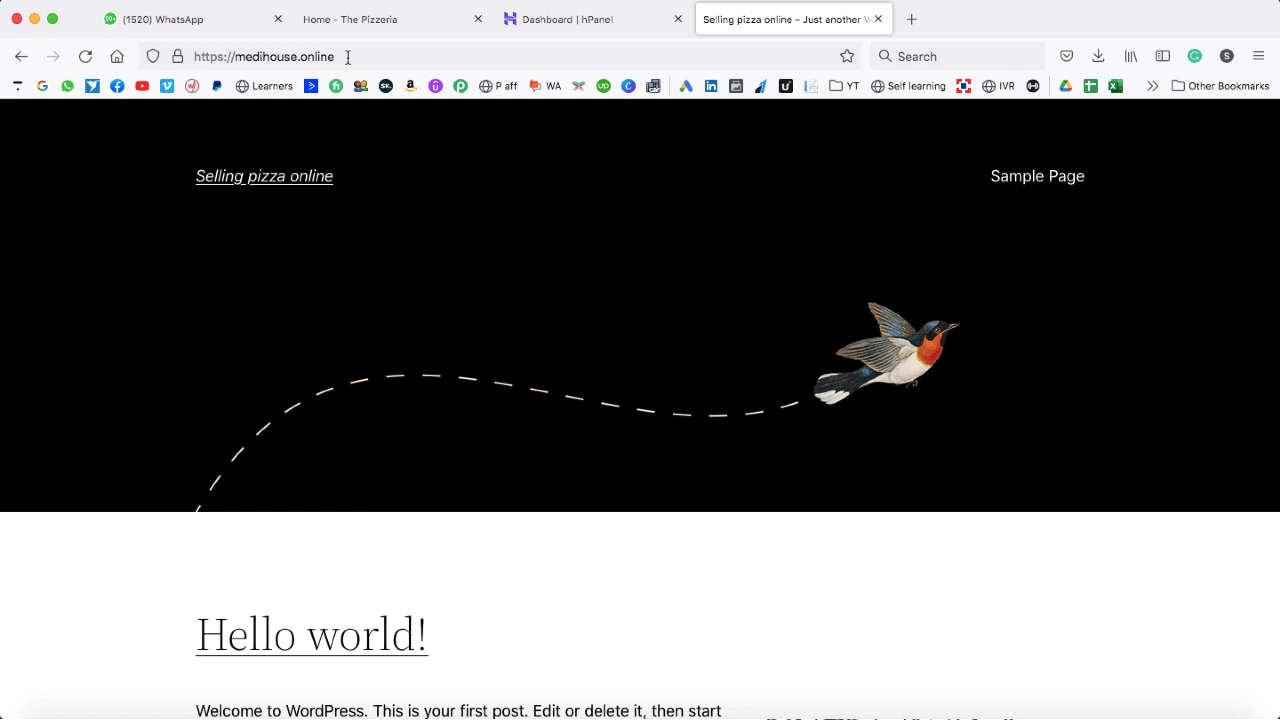 (1520) WhatsApp
Home - The Pizzeria
Dashboard | hPanel
Selling pizza online – Just another W
https://medihouse.online
Search
Learners
P aff
WA
YT
Self learning
IVR
Other Bookmarks
Selling pizza online
Sample Page
Hello world!
Welcome to WordPress. This is your first post. Edit or delete it, then start